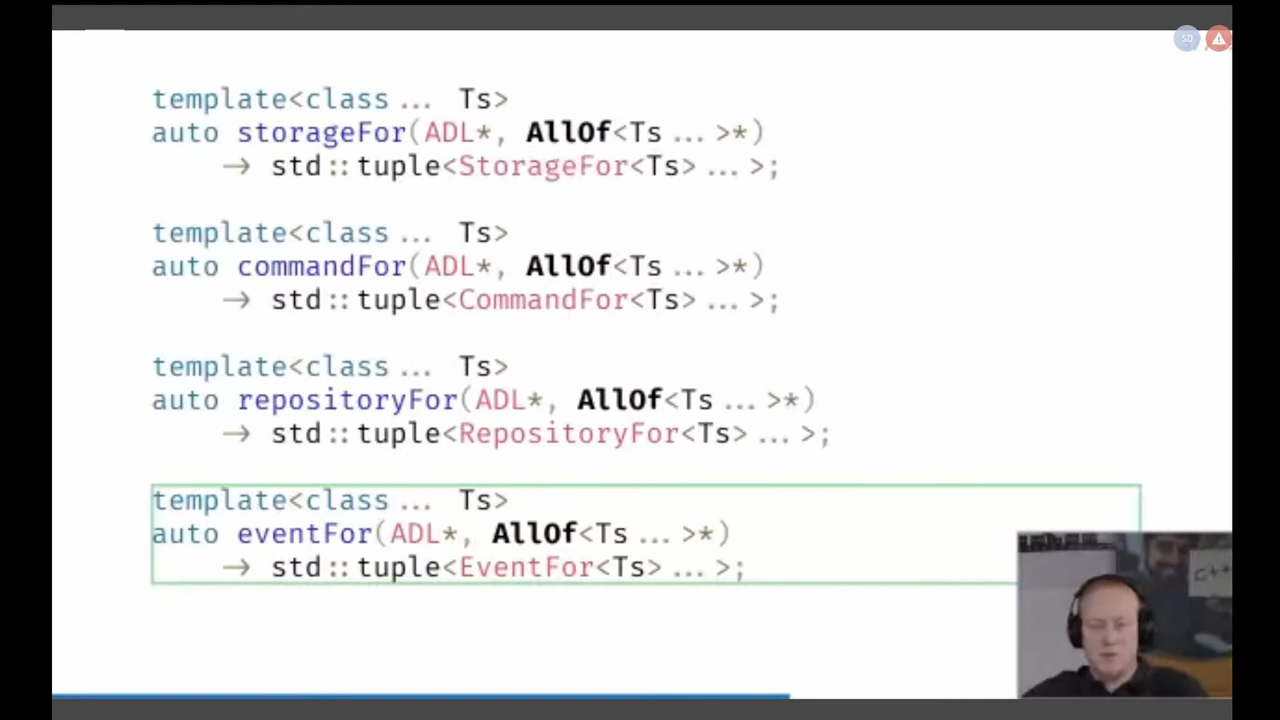 SD
template<class ... Ts>
auto storageFor(ADL*, AllOf<Ts ... >*)
→ std::tuple<StorageFor<Ts> ... >;
template<class ... Ts>
auto commandFor(ADL*, AllOf<Ts ... >*)
→ std::tuple<CommandFor<Ts> ... >;
template<class ... Ts>
auto repositoryFor(ADL*, AllOf<Ts ... >*)
→ std::tuple<RepositoryFor<Ts> ... >;
template<class ... Ts>
auto eventFor(ADL*, AllOf<Ts ... >*)
→ std::tuple<EventFor<Ts> ... >;
C++